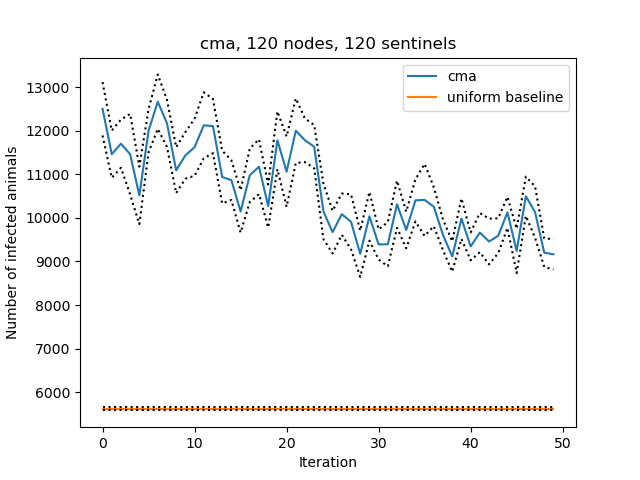 cma, 120 nodes, 120 sentinels
cma
uniform baseline
13000
12000
11000
10000
9000
8000
7000
6000
Number of infected animals
0
10
20
30
40
50
Iteration